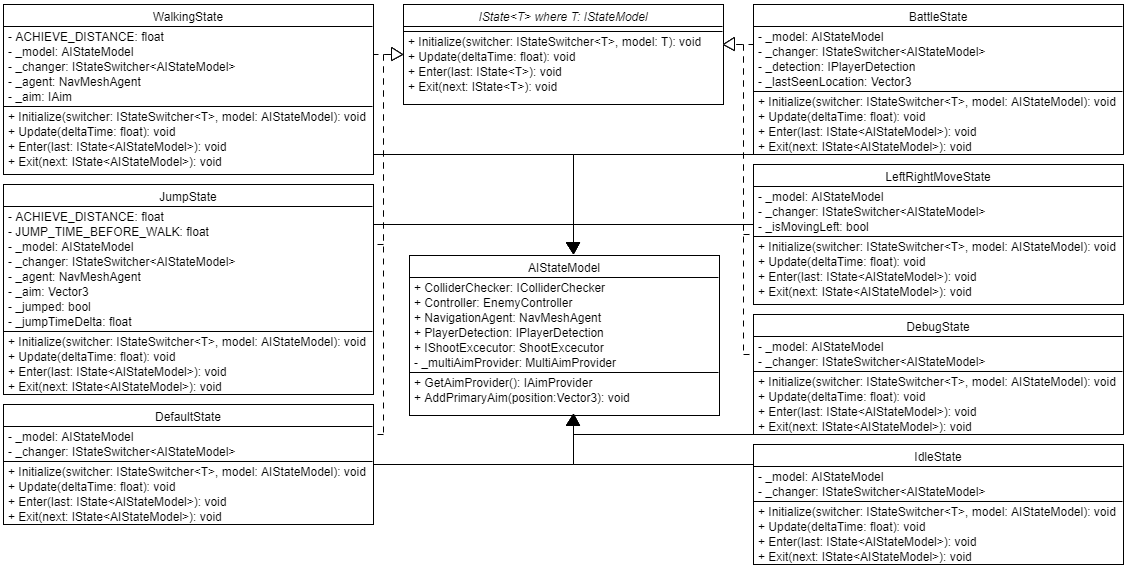 WalkingState
- ACHIEVE_DISTANCE: float
- _model: AIStateModel
- _changer: IStateSwitcher<AIStateModel>
- _agent: NavMeshAgent
- _aim: IAim
+ Initialize(switcher: IStateSwitcher<T>, model: AIStateModel): void
+ Update(deltaTime: float): void
+ Enter(last: IState<AIStateModel>): void
+ Exit(next: IState<AIStateModel>): void
JumpState
- ACHIEVE_DISTANCE: float
- JUMP_TIME_BEFORE_WALK: float
- _model: AIStateModel
- _changer: IStateSwitcher<AIStateModel>
- _agent: NavMeshAgent
- _aim: Vector3
- _jumped: bool
- _jumpTimeDelta: float
+ Initialize(switcher: IStateSwitcher<T>, model: AIStateModel): void
+ Update(deltaTime: float): void
+ Enter(last: IState<AIStateModel>): void
+ Exit(next: IState<AIStateModel>): void
DefaultState
- _model: AIStateModel
- _changer: IStateSwitcher<AIStateModel>
+ Initialize(switcher: IStateSwitcher<T>, model: AIStateModel): void
+ Update(deltaTime: float): void
+ Enter(last: IState<AIStateModel>): void
+ Exit(next: IState<AIStateModel>): void
IState<T> where T: IStateModel
+ Initialize(switcher: IStateSwitcher<T>, model: T): void
+ Update(deltaTime: float): void
+ Enter(last: IState<T>): void
+ Exit(next: IState<T>): void
AIStateModel
+ ColliderChecker: IColliderChecker
+ Controller: EnemyController
+ NavigationAgent: NavMeshAgent
+ PlayerDetection: IPlayerDetection
+ IShootExcecutor: ShootExcecutor
- _multiAimProvider: MultiAimProvider
+ GetAimProvider(): IAimProvider
+ AddPrimaryAim(position:Vector3): void
BattleState
- _model: AIStateModel
- _changer: IStateSwitcher<AIStateModel>
- _detection: IPlayerDetection
- _lastSeenLocation: Vector3
+ Initialize(switcher: IStateSwitcher<T>, model: AIStateModel): void
+ Update(deltaTime: float): void
+ Enter(last: IState<AIStateModel>): void
+ Exit(next: IState<AIStateModel>): void
LeftRightMoveState
- _model: AIStateModel
- _changer: IStateSwitcher<AIStateModel>
- _isMovingLeft: bool
+ Initialize(switcher: IStateSwitcher<T>, model: AIStateModel): void
+ Update(deltaTime: float): void
+ Enter(last: IState<AIStateModel>): void
+ Exit(next: IState<AIStateModel>): void
DebugState
- _model: AIStateModel
- _changer: IStateSwitcher<AIStateModel>
+ Initialize(switcher: IStateSwitcher<T>, model: AIStateModel): void
+ Update(deltaTime: float): void
+ Enter(last: IState<AIStateModel>): void
+ Exit(next: IState<AIStateModel>): void
IdleState
- _model: AIStateModel
- _changer: IStateSwitcher<AIStateModel>
+ Initialize(switcher: IStateSwitcher<T>, model: AIStateModel): void
+ Update(deltaTime: float): void
+ Enter(last: IState<AIStateModel>): void
+ Exit(next: IState<AIStateModel>): void